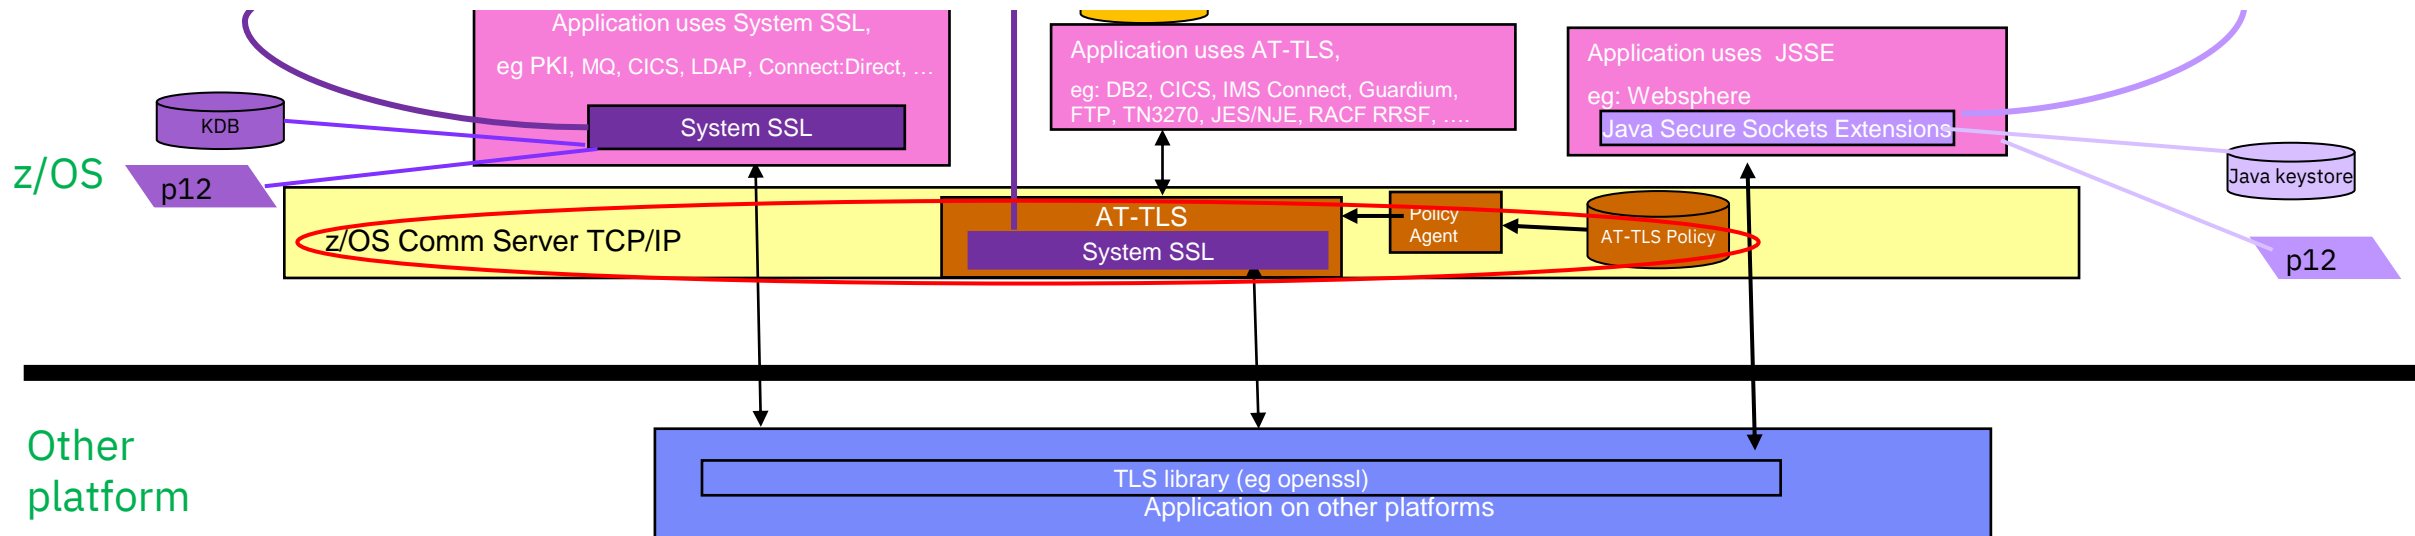 Application uses System SSL,
eg PKI, MQ, CICS, LDAP, Connect:Direct, …
System SSL
KDB
p12
z/OS
Application uses AT-TLS,
eg: DB2, CICS, IMS Connect, Guardium,
FTP, TN3270, JES/NJE, RACF RRSF, ….
Application uses  JSSE
eg: Websphere
Java Secure Sockets Extensions
Java keystore
p12
z/OS Comm Server TCP/IP
AT-TLS
System SSL
Policy
Agent
AT-TLS Policy
Other
platform
TLS library (eg openssl)
Application on other platforms